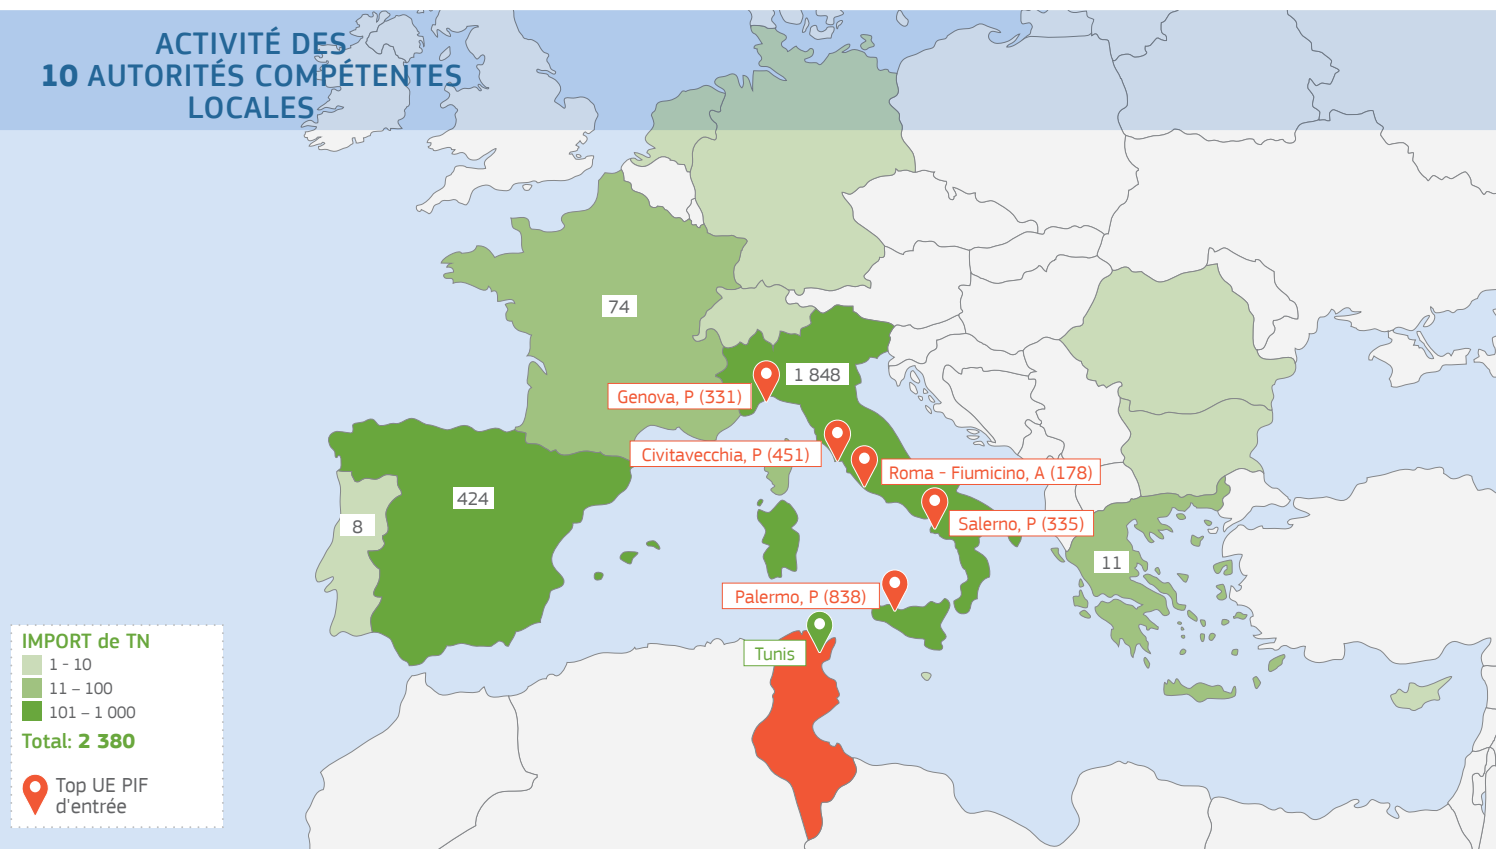 ACTIVITÉ DES
10 AUTORITÉS COMPÉTENTES
LOCALES
74
1 848
Genova, P (331)
Civitavecchia, P (451)
Roma - Fiumicino, A (178)
424
8
Salerno, P (335)
11
Palermo, P (838)
Tunis
IMPORT de TN
1 - 10
11 – 100
101 – 1 000
Total: 2 380
Top UE PIF
d'entrée